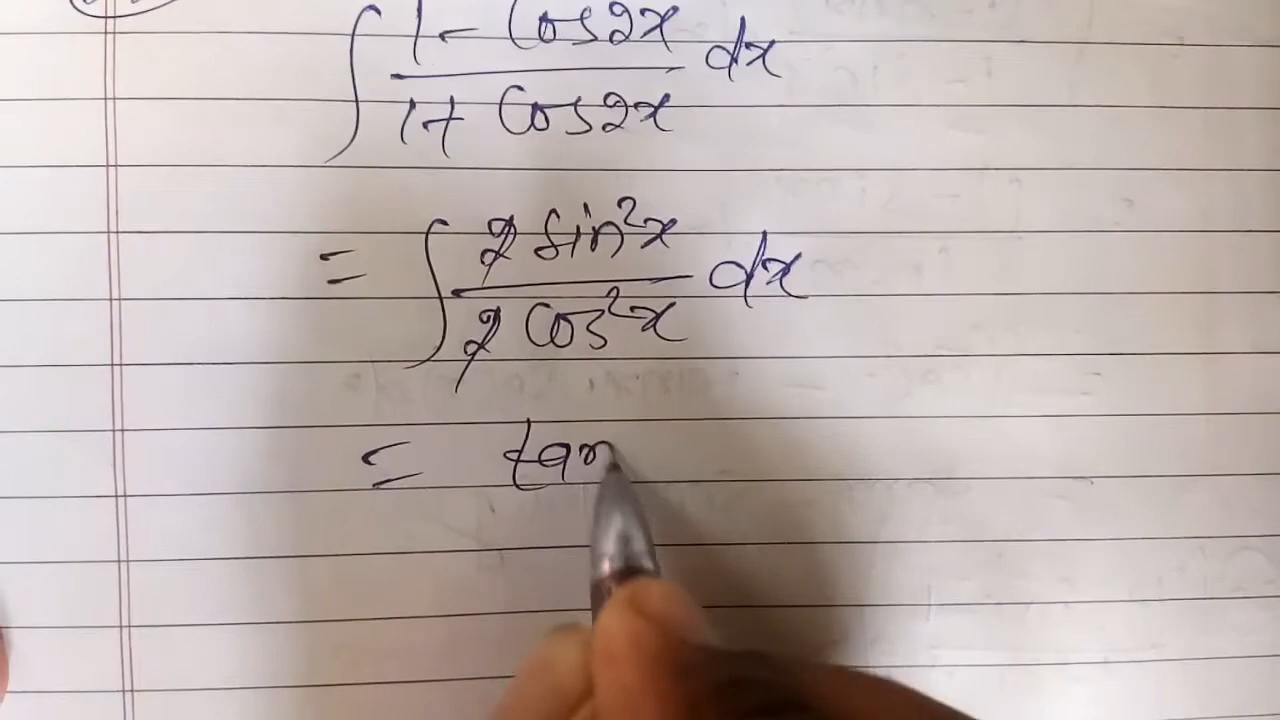 ∫ 1 - Cos2x / 1 + Cos2x dx
= ∫ 2 Sin²x / 2 Cos²x dx
= tan